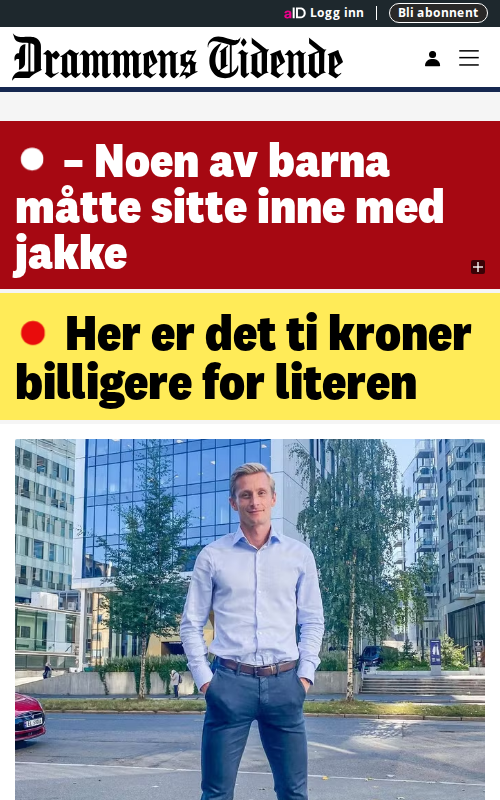 aID Logg inn
Bli abonnent
Drammens Tidende
– Noen av barna
måtte sitte inne med
jakke
Her er det ti kroner
billigere for literen